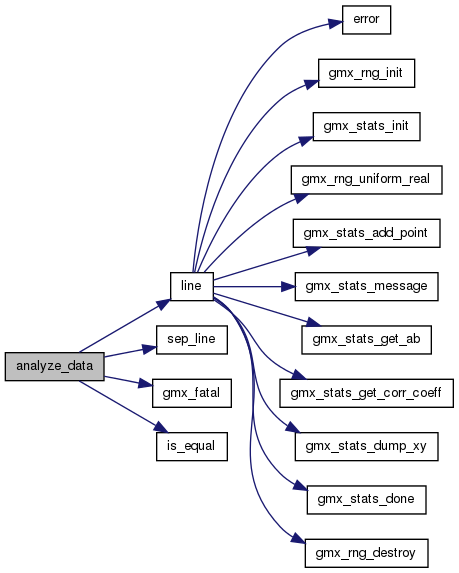 error
gmx_rng_init
gmx_stats_init
gmx_rng_uniform_real
gmx_stats_add_point
line
gmx_stats_message
sep_line
gmx_stats_get_ab
analyze_data
gmx_fatal
gmx_stats_get_corr_coeff
is_equal
gmx_stats_dump_xy
gmx_stats_done
gmx_rng_destroy